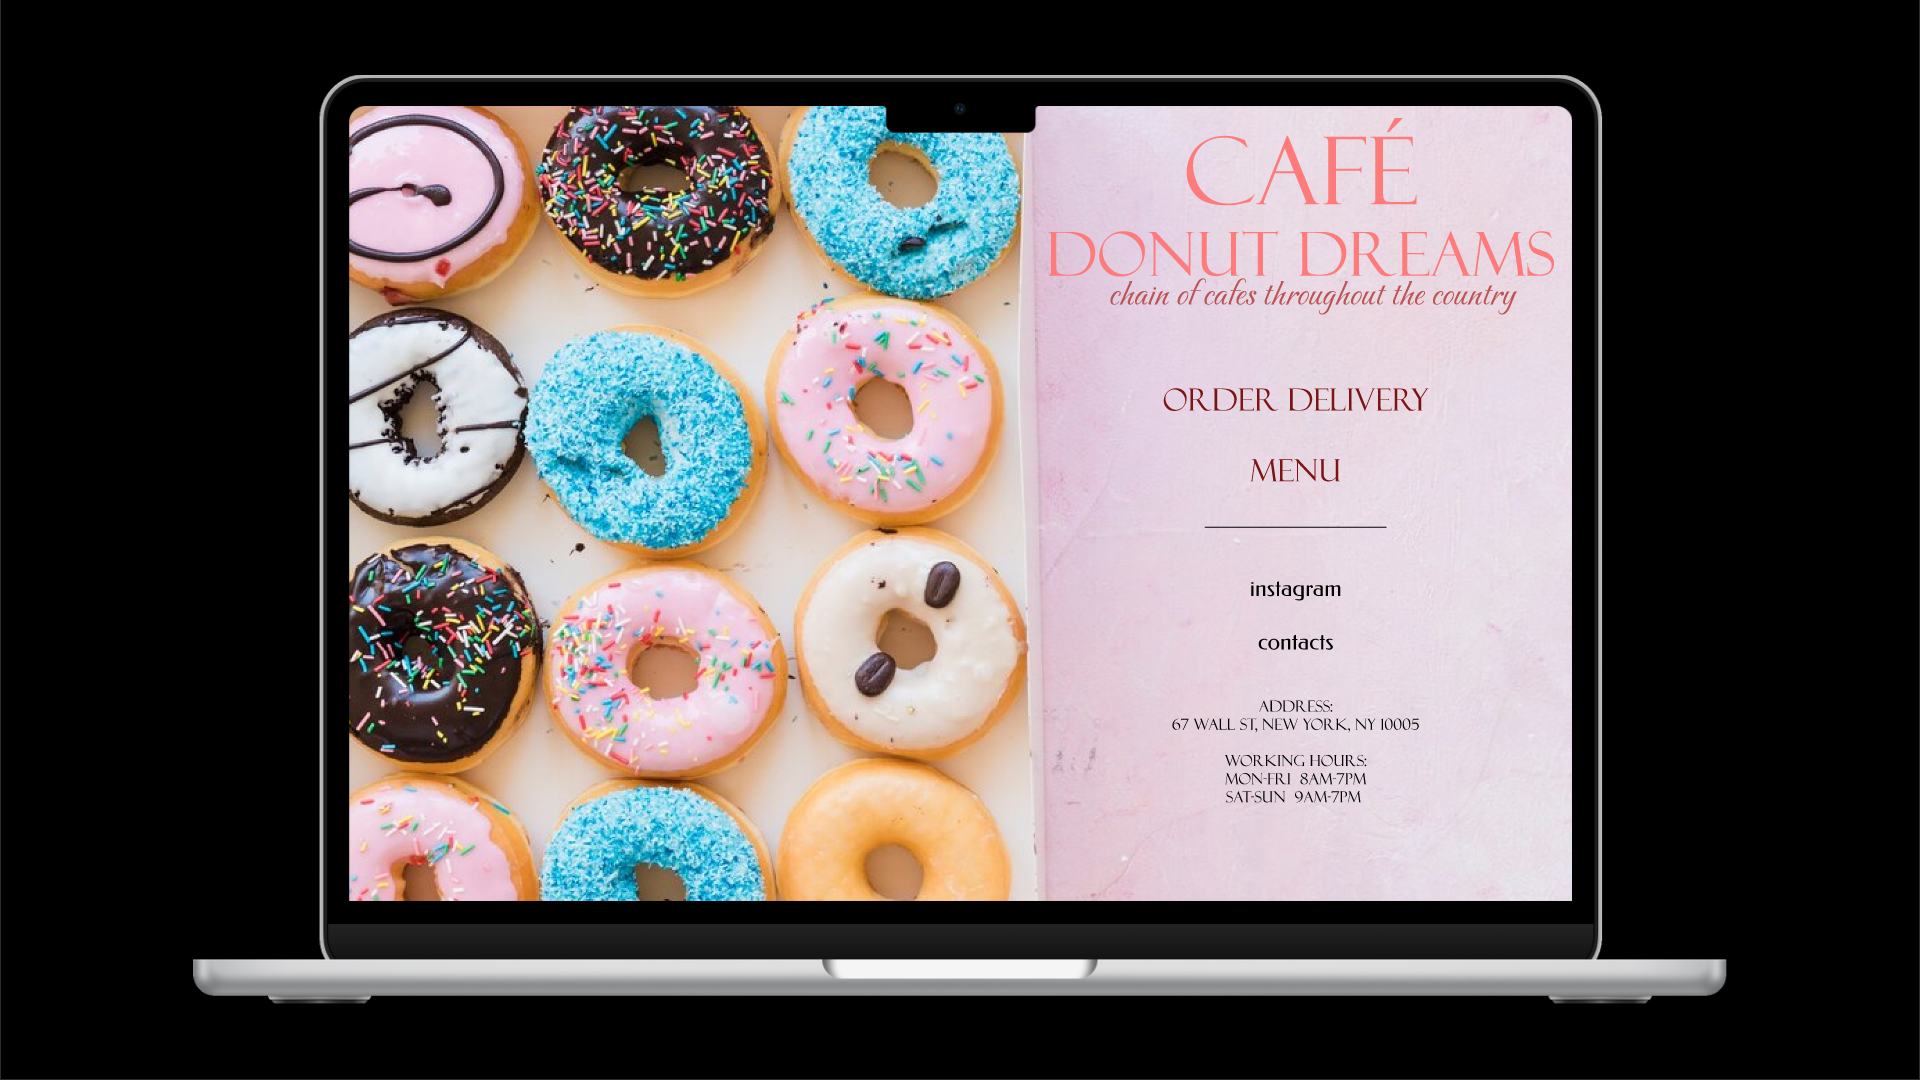 CAFÉ
DONUT DREAMS
chain of cafes throughout the country
ORDER DELIVERY
MENU
instagram
contacts
ADDRESS:
67 WALL ST, NEW YORK, NY 10005
WORKING HOURS:
MON-FRI 8AM-7PM
SAT-SUN 9AM-7PM